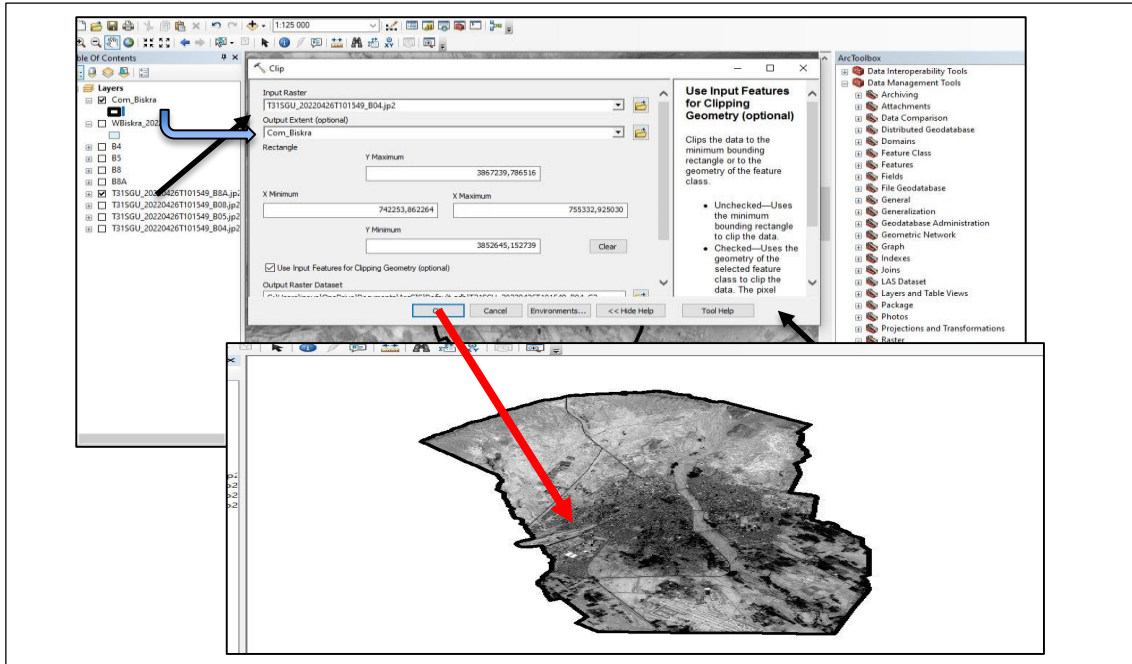 1:125 000
ble Of Contents
Layers
Com_Biskra
WBiskra_202
B4
B5
B8
B8A
T31SGU_20220426T101549_B8A.jp2
T31SGU_20220426T101549_B08.jp2
T31SGU_20220426T101549_B05.jp2
T31SGU_20220426T101549_B04.jp2
Clip
Input Raster
T31SGU_20220426T101549_B04.jp2
Output Extent (optional)
Com_Biskra
Rectangle
Y Maximum
3867239,786516
X Minimum
X Maximum
742253,862264
755332,925030
Y Minimum
3852645,152739
Clear
Use Input Features for Clipping Geometry (optional)
Output Raster Dataset
Cancel
Environments...
<< Hide Help
Tool Help
Use Input Features
for Clipping
Geometry (optional)
Clips the data to the
minimum bounding
rectangle or to the
geometry of the feature
class.
• Unchecked—Uses
the minimum
bounding rectangle
to clip the data.
• Checked—Uses the
geometry of the
selected feature
class to clip the
data. The pixel
ArcToolbox
Data Interoperability Tools
Data Management Tools
Archiving
Attachments
Data Comparison
Distributed Geodatabase
Domains
Feature Class
Features
Fields
File Geodatabase
General
Generalization
Geodatabase Administration
Geometric Network
Graph
Indexes
Joins
LAS Dataset
Layers and Table Views
Package
Photos
Projections and Transformations
Raster